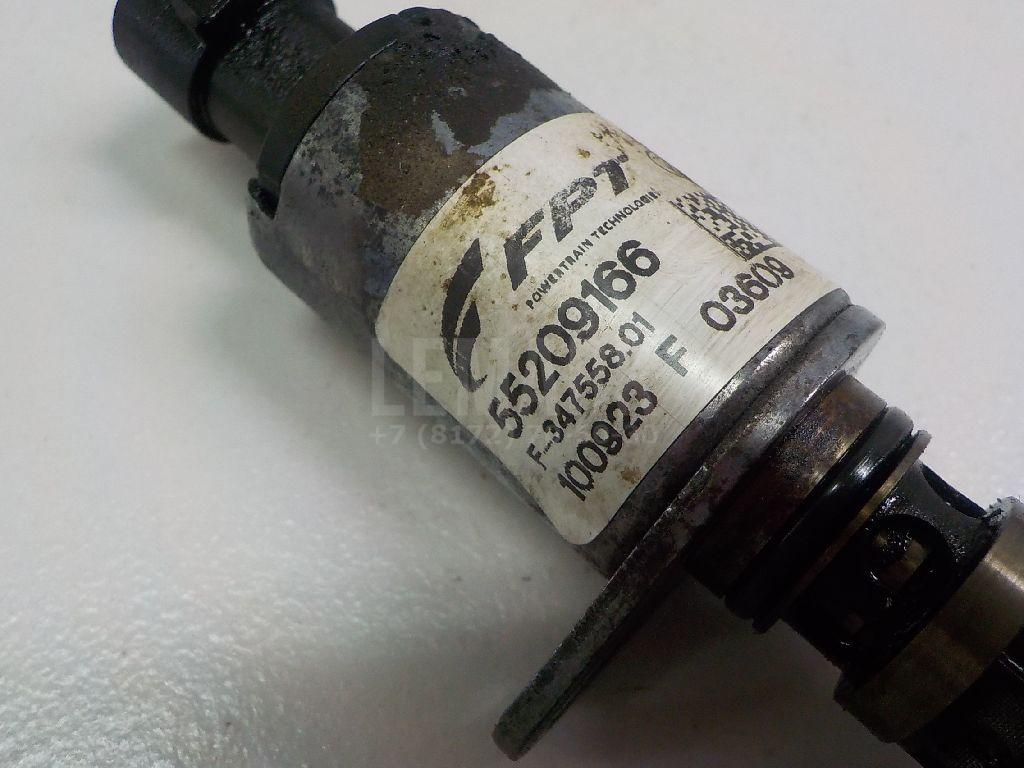 FPT
POWERTRAIN TECHNOLOGIES
55209166
F-347558.01
100923 F 03609